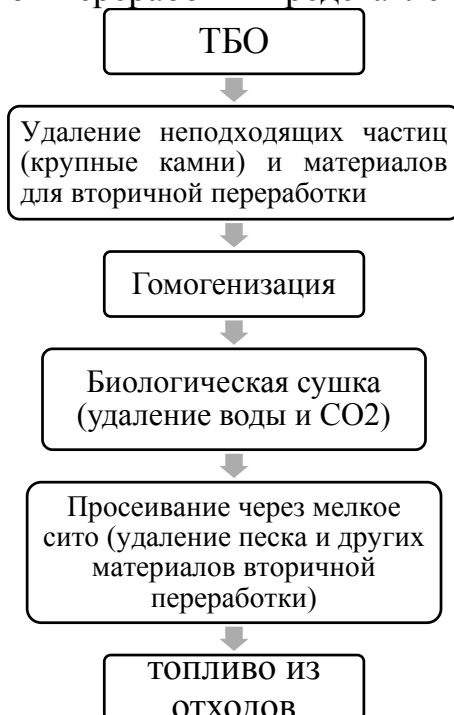 ТБО
Удаление неподходящих частиц
(крупные камни) и материалов
для вторичной переработки
Гомогенизация
Биологическая сушка
(удаление воды и СО2)
Просеивание через мелкое
сито (удаление песка и других
материалов вторичной
переработки)
топливо из
отходов